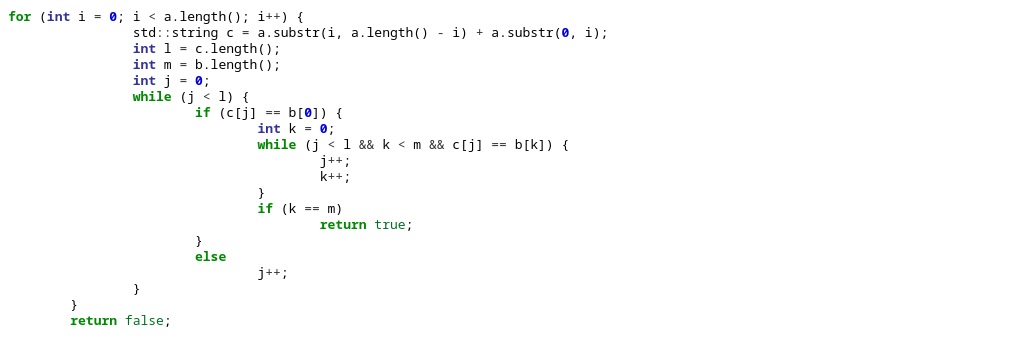 for (int i = 0; i < a.length(); i++) {
                std::string c = a.substr(i, a.length() - i) + a.substr(0, i);
                int l = c.length();
                int m = b.length();
                int j = 0;
                while (j < l) {
                        if (c[j] == b[0]) {
                                int k = 0;
                                while (j < l && k < m && c[j] == b[k]) {
                                        j++;
                                        k++;
                                }
                                if (k == m)
                                        return true;
                        }
                        else
                                j++;
                }
        }
        return false;